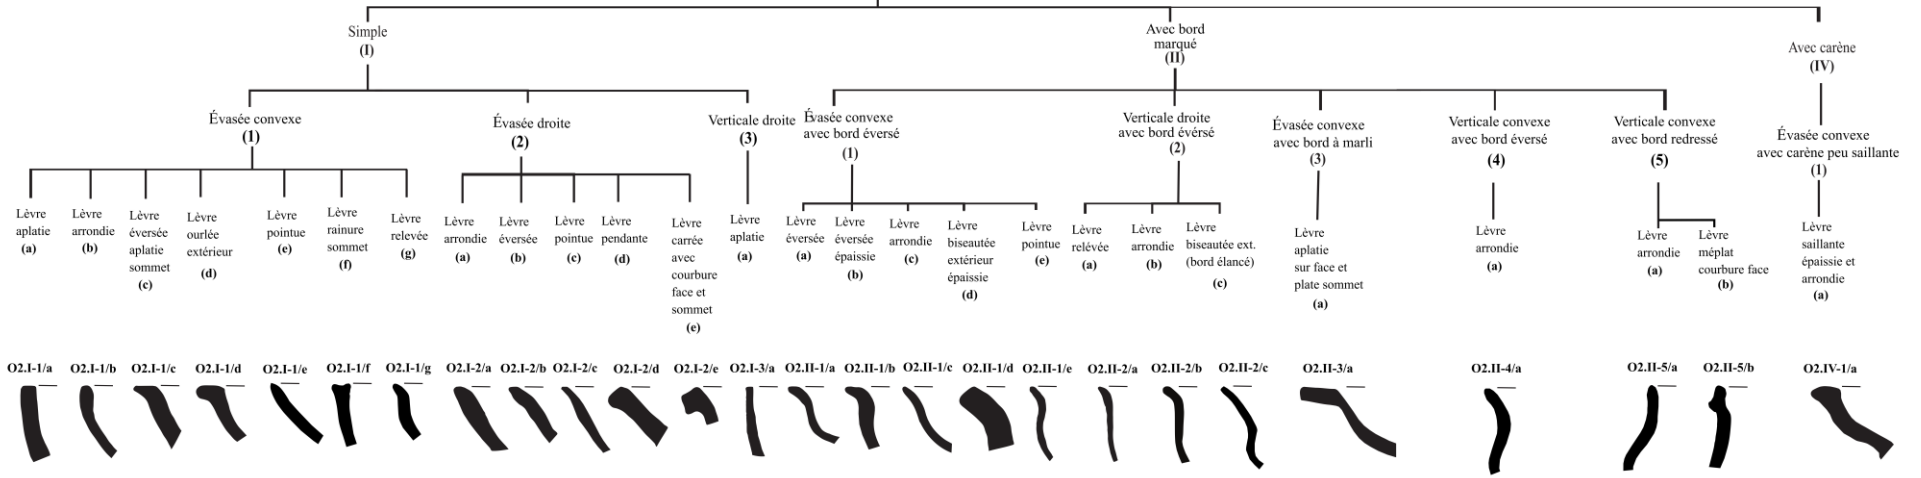 Simple
(I)
Avec bord
marqué
(II)
Avec carène
(IV)
Évasée convexe
(1)
Évasée droite
(2)
Verticale droite
(3)
Évasée convexe
avec bord éversé
(1)
Verticale droite
avec bord évérsé
(2)
Évasée convexe
avec bord à marli
(3)
Verticale convexe
avec bord éversé
(4)
Verticale convexe
avec bord redressé
(5)
Évasée convexe
avec carène peu saillante
(1)
Lèvre
aplatie
(a)
Lèvre
arrondie
(b)
Lèvre
éversée
aplatie
sommet
(c)
Lèvre
ourlée
extérieur
(d)
Lèvre
pointue
(e)
Lèvre
rainure
sommet
(f)
Lèvre
relevée
(g)
Lèvre
arrondie
(a)
Lèvre
éversée
(b)
Lèvre
pointue
(c)
Lèvre
pendante
(d)
Lèvre
carrée
avec
courbure
face et
sommet
(e)
Lèvre
aplatie
(a)
Lèvre
éversée
(a)
Lèvre
éversée
épaissie
(b)
Lèvre
arrondie
(c)
Lèvre
biseautée
extérieur
épaissie
(d)
Lèvre
pointue
(e)
Lèvre
relévée
(a)
Lèvre
arrondie
(b)
Lèvre
biseautée ext.
(bord élancé)
(c)
Lèvre
aplatie
sur face et
plate sommet
(a)
Lèvre
arrondie
(a)
Lèvre
arrondie
(a)
Lèvre
méplat
courbure face
(b)
Lèvre
saillante
épaissie et
arrondie
(a)
O2.I-1/a
O2.I-1/b
O2.I-1/c
O2.I-1/d
O2.I-1/e
O2.I-1/f
O2.I-1/g
O2.I-2/a
O2.I-2/b
O2.I-2/c
O2.I-2/d
O2.I-2/e
O2.I-3/a
O2.II-1/a
O2.II-1/b
O2.II-1/c
O2.II-1/d
O2.II-1/e
O2.II-2/a
O2.II-2/b
O2.II-2/c
O2.II-3/a
O2.II-4/a
O2.II-5/a
O2.II-5/b
O2.IV-1/a